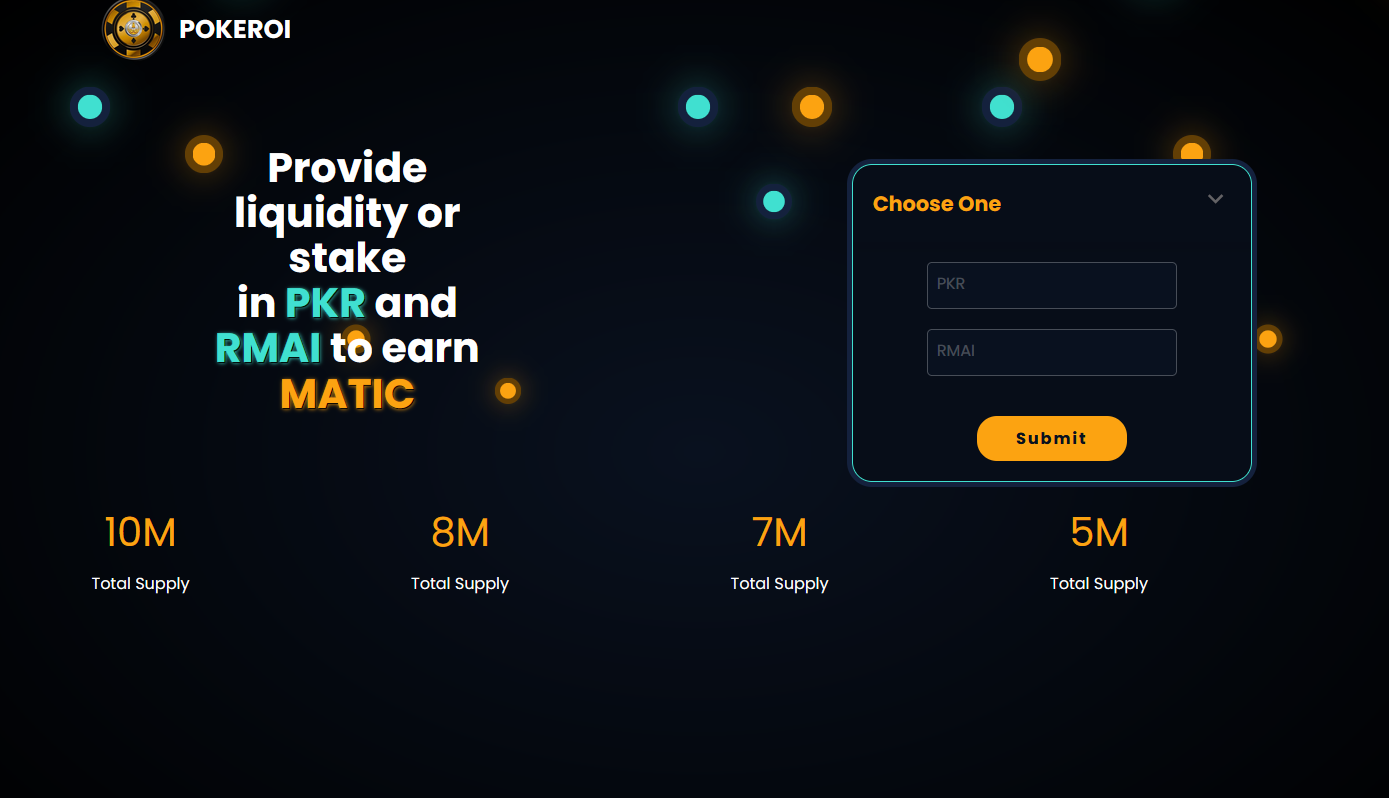 POKEROI
Provide
liquidity or
stake
in PKR and
RMAI to earn
MATIC
Choose One
PKR
RMAI
Submit
10M
Total Supply
8M
Total Supply
7M
Total Supply
5M
Total Supply